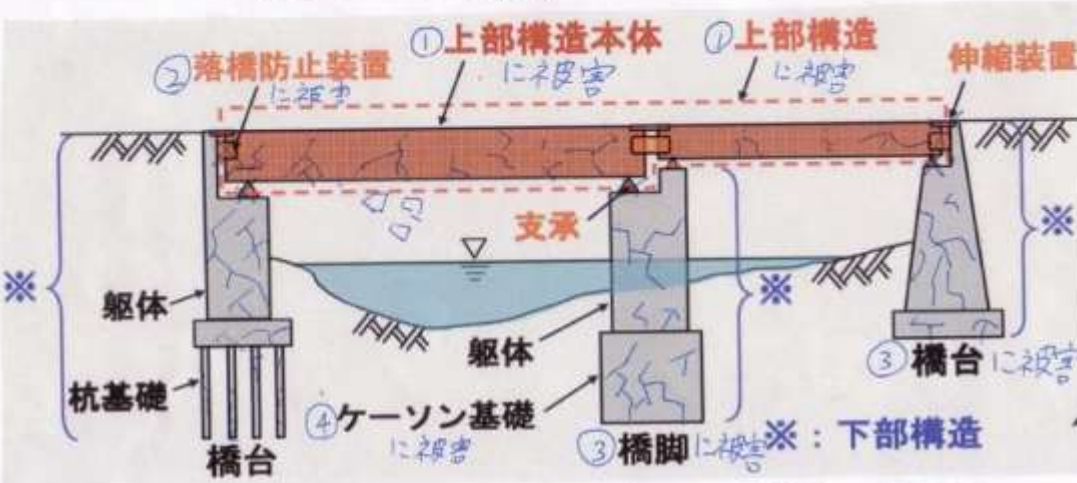 ①上部構造本体
に被害
①上部構造
に被害
②落橋防止装置
に被害
伸縮装置
支承
※
※
※
躯体
躯体
杭基礎
橋台
④ケーソン基礎
に被害
③橋脚に被害
③橋台に被害
※：下部構造